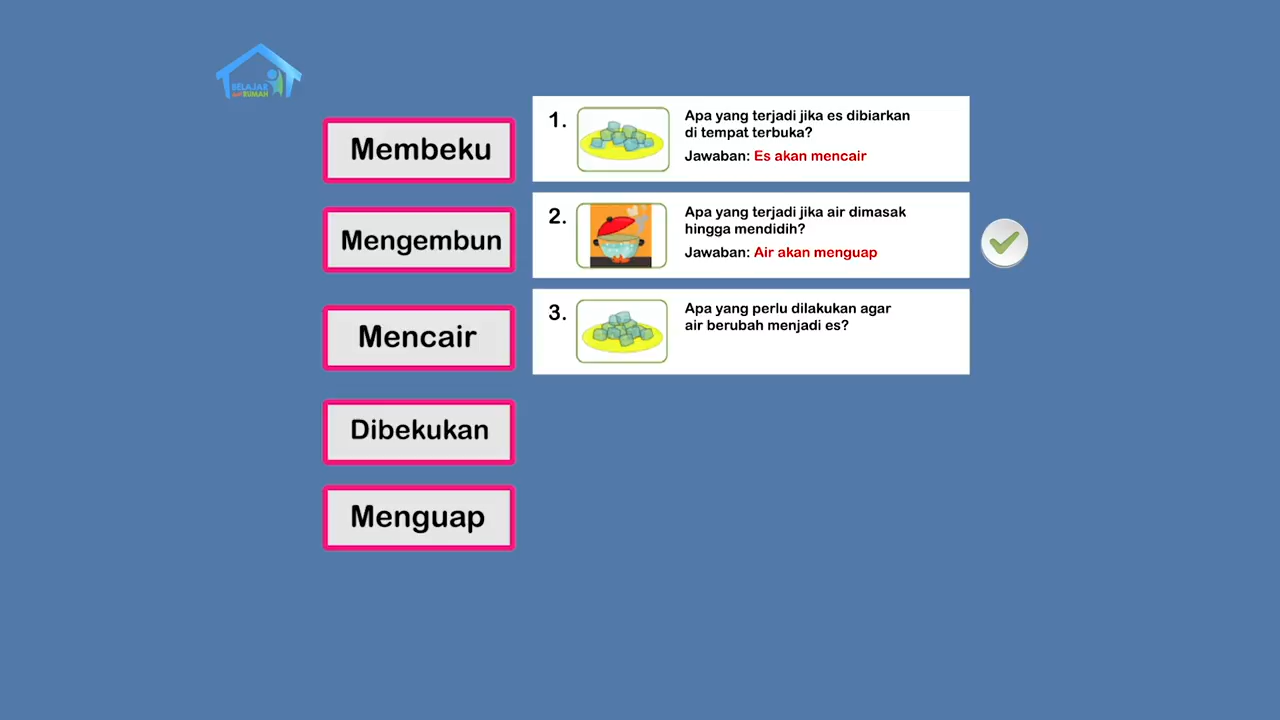 BELAJAR
dari RUMAH
Membeku
Mengembun
Mencair
Dibekukan
Menguap
1.
Apa yang terjadi jika es dibiarkan
di tempat terbuka?
Jawaban: Es akan mencair
2.
Apa yang terjadi jika air dimasak
hingga mendidih?
Jawaban: Air akan menguap
3.
Apa yang perlu dilakukan agar
air berubah menjadi es?